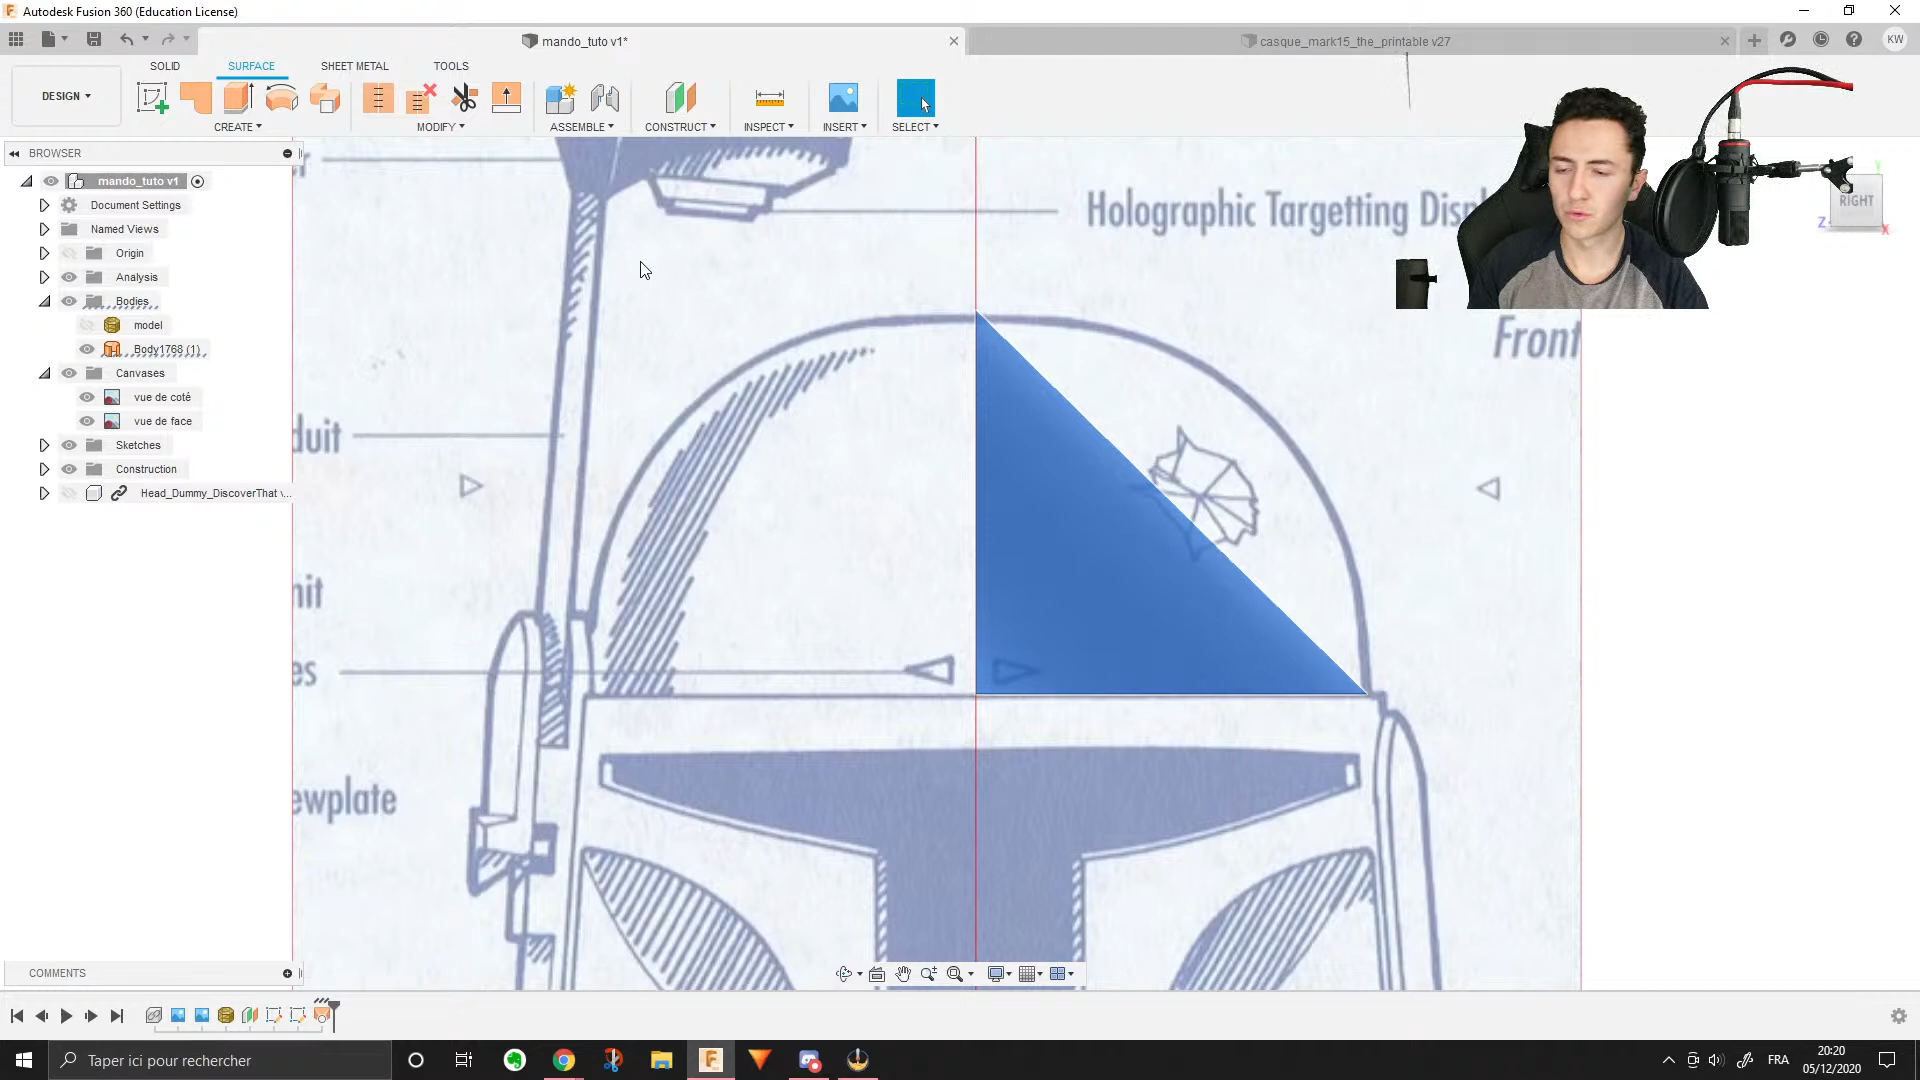 Autodesk Fusion 360 (Education License)
mando_tuto v1*
casque_mark15_the_printable v27
KW
SOLID
SURFACE
SHEET METAL
TOOLS
DESIGN
CREATE
MODIFY
ASSEMBLE
CONSTRUCT
INSPECT
INSERT
SELECT
BROWSER
mando_tuto v1
Document Settings
Named Views
Origin
Analysis
Bodies
model
Body1768 (1)
Canvases
vue de coté
vue de face
Sketches
Construction
Head_Dummy_DiscoverThat v...
Holographic Targetting Disp
Front
duit
nit
es
ewplate
RIGHT
Y
Z
X
COMMENTS
Taper ici pour rechercher
FRA
20:20
05/12/2020